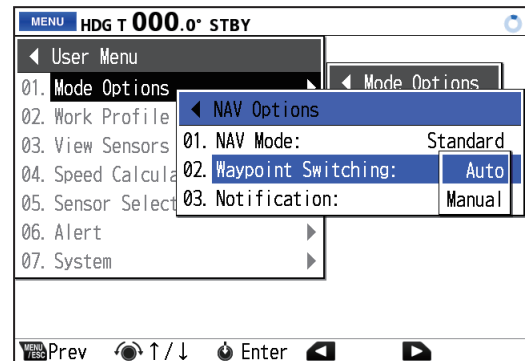 MENU HDG T 000.0° STBY
◀ User Menu
01. Mode Options ▶
◀ Mode Options
02. Work Profile
◀ NAV Options
03. View Sensors
01. NAV Mode: Standard
04. Speed Calcula
02. Waypoint Switching: Auto
05. Sensor Select
03. Notification: Manual
06. Alert ▶
07. System ▶
MENU/ESC Prev ↑/↓ Enter ◀ ▶